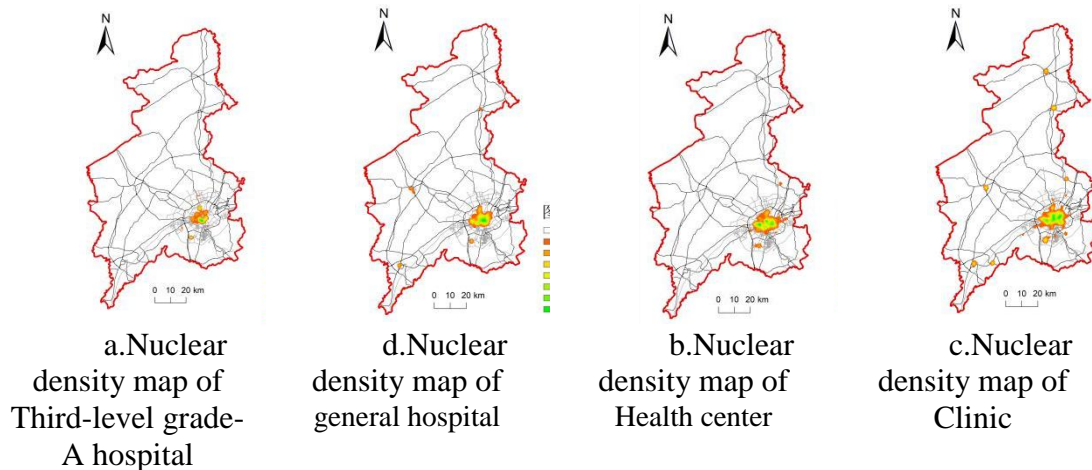 N
N
N
N
0 10 20 km
0 10 20 km
0 10 20 km
0 10 20 km
a.Nuclear
density map of
Third-level grade-
A hospital
d.Nuclear
density map of
general hospital
b.Nuclear
density map of
Health center
c.Nuclear
density map of
Clinic